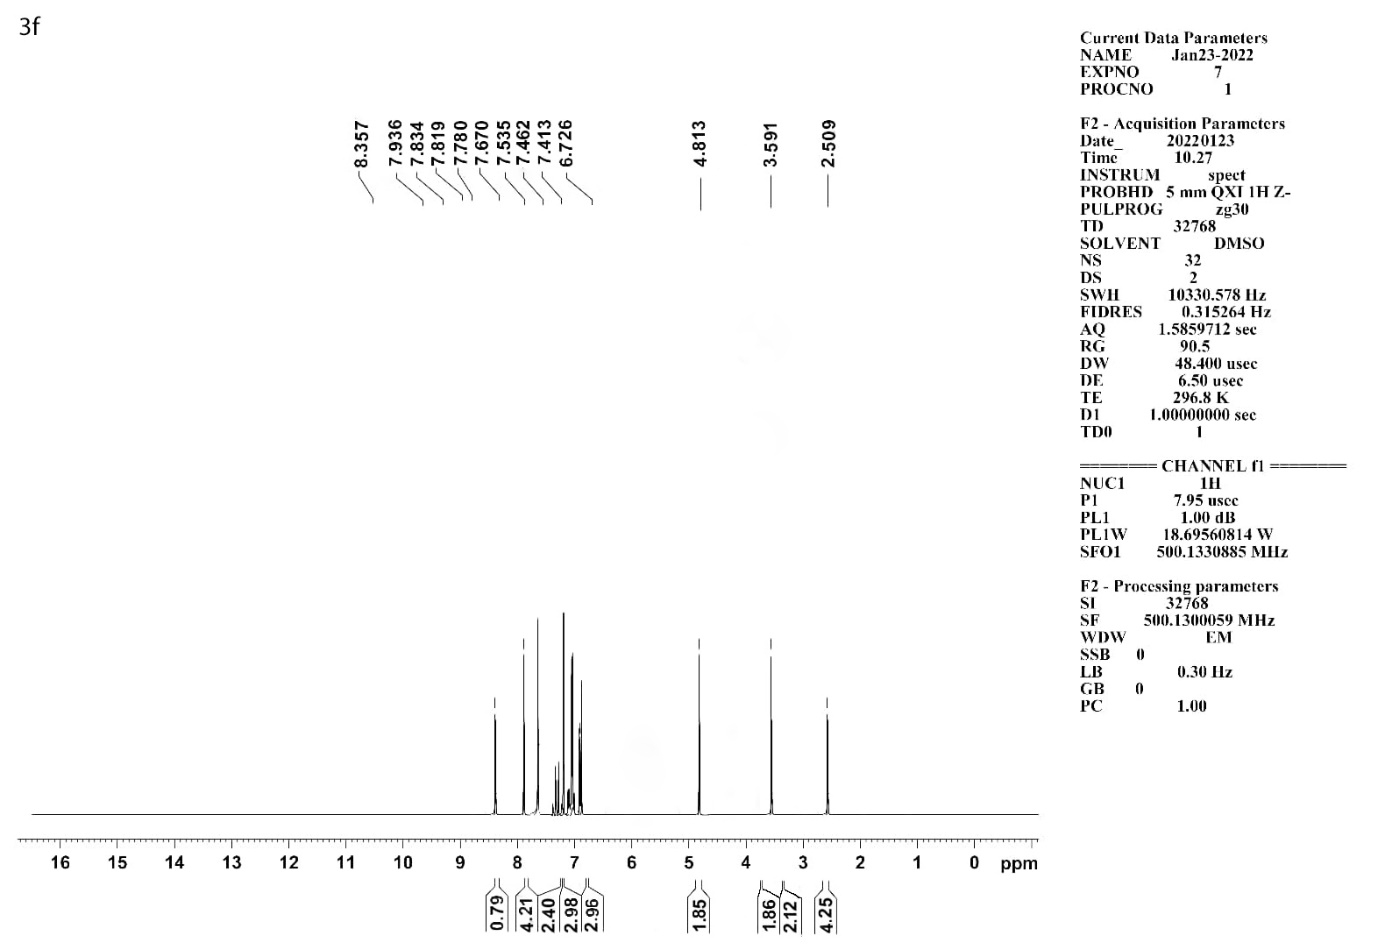 3f
8.357
7.936
7.834
7.819
7.780
7.670
7.535
7.462
7.413
6.726
4.813
3.591
2.509
Current Data Parameters
NAME Jan23-2022
EXPNO 7
PROCNO 1
F2 - Acquisition Parameters
Date_ 20220123
Time 10.27
INSTRUM spect
PROBHD 5 mm QXI 1H Z-
PULPROG zg30
TD 32768
SOLVENT DMSO
NS 32
DS 2
SWH 10330.578 Hz
FIDRES 0.315264 Hz
AQ 1.5859712 sec
RG 90.5
DW 48.400 usec
DE 6.50 usec
TE 296.8 K
D1 1.00000000 sec
TD0 1
======== CHANNEL f1 ========
NUC1 1H
P1 7.95 usec
PL1 1.00 dB
PL1W 18.69560814 W
SFO1 500.1330885 MHz
F2 - Processing parameters
SI 32768
SF 500.1300059 MHz
WDW EM
SSB 0
LB 0.30 Hz
GB 0
PC 1.00
16 15 14 13 12 11 10 9 8 7 6 5 4 3 2 1 0 ppm
0.79
4.21
2.40
2.98
2.96
1.85
1.86
2.12
4.25